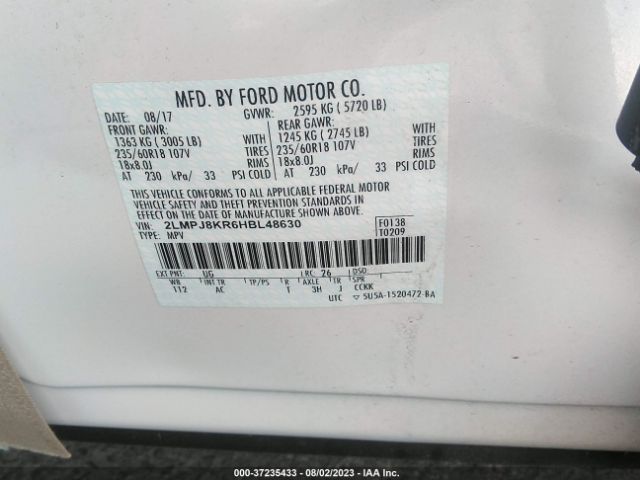 MFD. BY FORD MOTOR CO.
DATE: 08/17 GVWR: 2595 KG ( 5720 LB)
FRONT GAWR: REAR GAWR:
1363 KG ( 3005 LB) WITH 1245 KG ( 2745 LB) WITH
235/60R18 107V TIRES 235/60R18 107V TIRES
18x8.0J RIMS 18x8.0J RIMS
AT 230 kPa/ 33 PSI COLD AT 230 kPa/ 33 PSI COLD
THIS VEHICLE CONFORMS TO ALL APPLICABLE FEDERAL MOTOR
VEHICLE SAFETY AND THEFT PREVENTION STANDARDS IN
EFFECT ON THE DATE OF MANUFACTURE SHOWN ABOVE.
VIN: 2LMPJ8KR6HBL48630 F0138
TYPE: MPV T0209
EXT PNT: UG RC: 26 DSO:
WB INT TR TP/PS R AXLE TR SPR
112 AC T 3H J CCKK
UTC ▽ 5U5A-1520472-BA
000-37235433 - 08/02/2023 - IAA Inc.